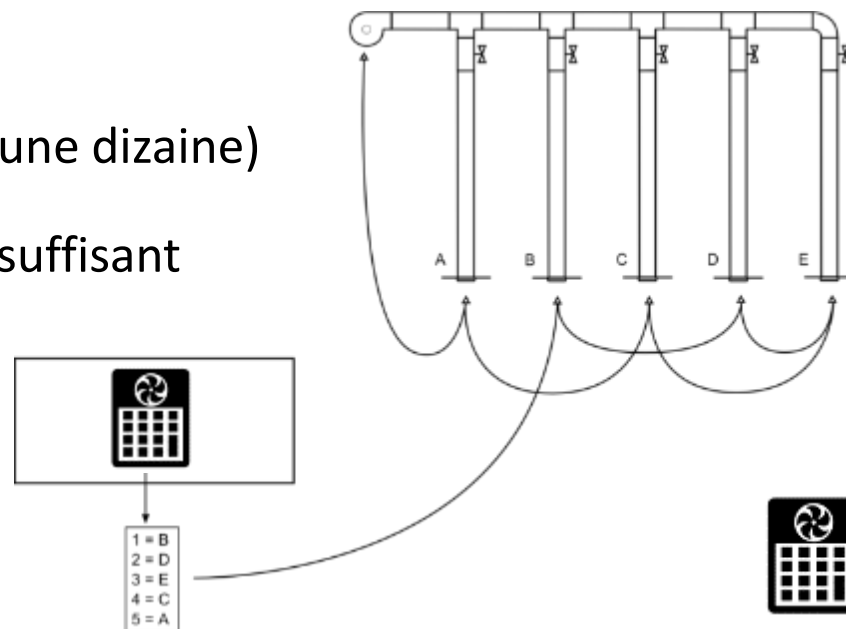 une dizaine)
suffisant
A B C D E
1 = B
2 = D
3 = E
4 = C
5 = A